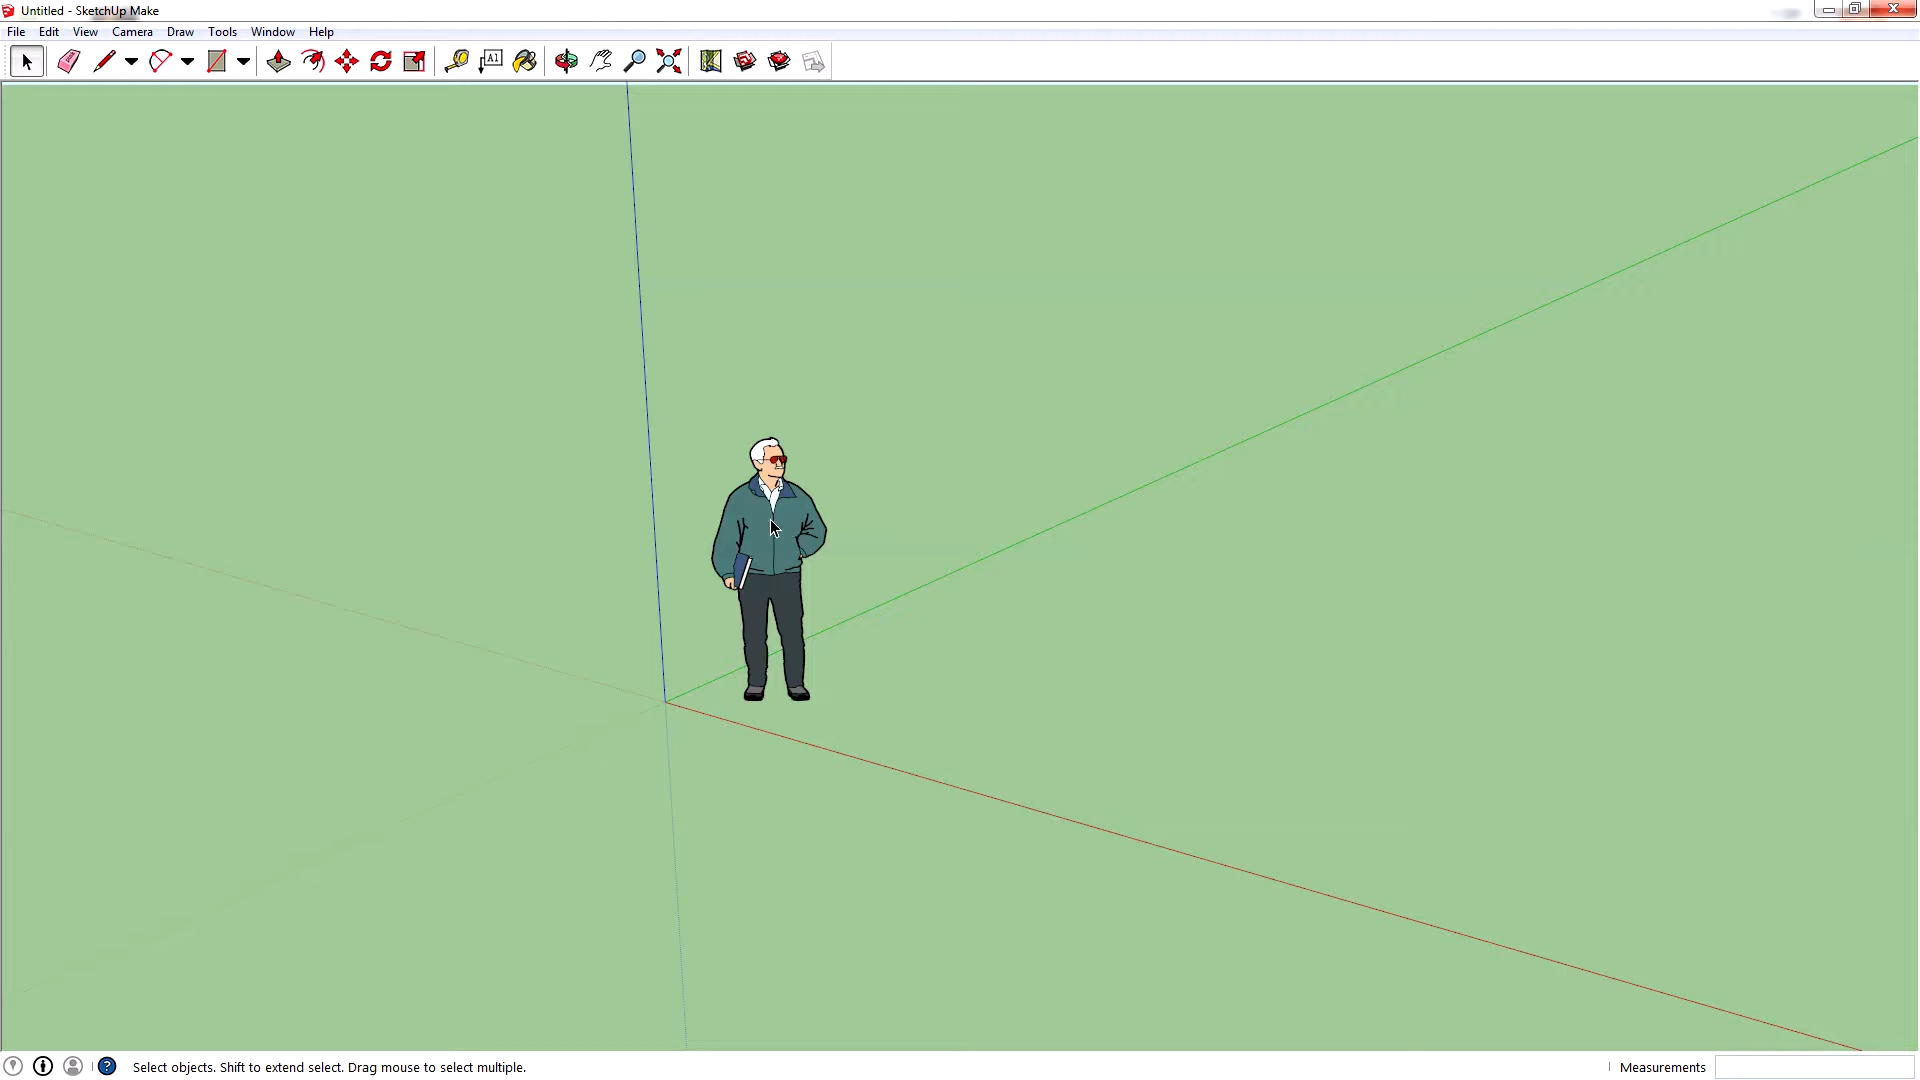 Untitled - SketchUp Make
File Edit View Camera Draw Tools Window Help
A1
? Select objects. Shift to extend select. Drag mouse to select multiple. Measurements